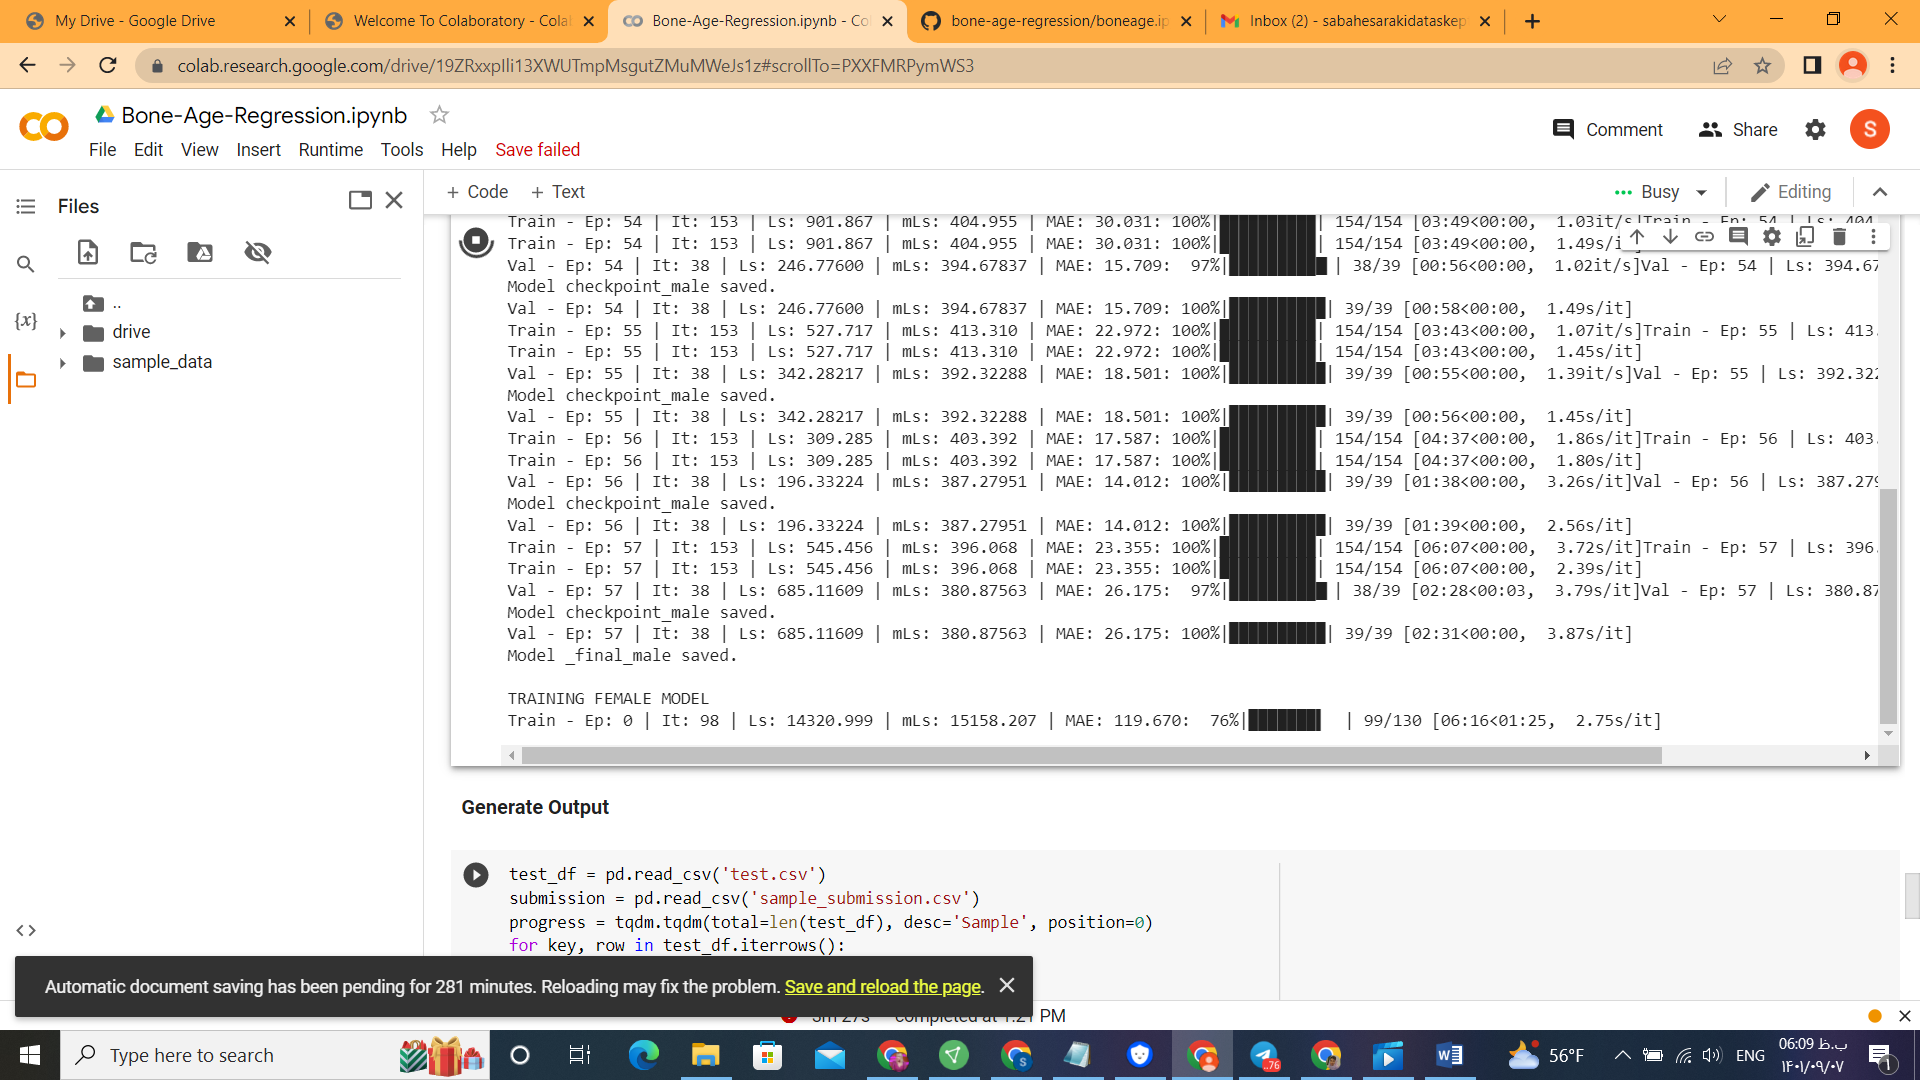 My Drive - Google Drive
Welcome To Colaboratory - Colab
Bone-Age-Regression.ipynb - Co
bone-age-regression/boneage.ip
Inbox (2) - sabahesarakidataskep
colab.research.google.com/drive/19ZRxxpIli13XWUTmpMsgutZMuMWeJs1z#scrollTo=PXXFMRPymWS3
Bone-Age-Regression.ipynb
Comment
Share
S
File Edit View Insert Runtime Tools Help Save failed
Files
+ Code + Text
Busy
Editing
..
drive
sample_data
{x}
Train - Ep: 54 | It: 153 | Ls: 901.867 | mLs: 404.955 | MAE: 30.031: 100%|██████████| 154/154 [03:49<00:00, 1.03it/s]Train - Ep: 54 | Ls: 404
Train - Ep: 54 | It: 153 | Ls: 901.867 | mLs: 404.955 | MAE: 30.031: 100%|██████████| 154/154 [03:49<00:00, 1.49s/i
Val - Ep: 54 | It: 38 | Ls: 246.77600 | mLs: 394.67837 | MAE: 15.709: 97%|██████████| 38/39 [00:56<00:00, 1.02it/s]Val - Ep: 54 | Ls: 394.67
Model checkpoint_male saved.
Val - Ep: 54 | It: 38 | Ls: 246.77600 | mLs: 394.67837 | MAE: 15.709: 100%|██████████| 39/39 [00:58<00:00, 1.49s/it]
Train - Ep: 55 | It: 153 | Ls: 527.717 | mLs: 413.310 | MAE: 22.972: 100%|██████████| 154/154 [03:43<00:00, 1.07it/s]Train - Ep: 55 | Ls: 413.
Train - Ep: 55 | It: 153 | Ls: 527.717 | mLs: 413.310 | MAE: 22.972: 100%|██████████| 154/154 [03:43<00:00, 1.45s/it]
Val - Ep: 55 | It: 38 | Ls: 342.28217 | mLs: 392.32288 | MAE: 18.501: 100%|██████████| 39/39 [00:55<00:00, 1.39it/s]Val - Ep: 55 | Ls: 392.322
Model checkpoint_male saved.
Val - Ep: 55 | It: 38 | Ls: 342.28217 | mLs: 392.32288 | MAE: 18.501: 100%|██████████| 39/39 [00:56<00:00, 1.45s/it]
Train - Ep: 56 | It: 153 | Ls: 309.285 | mLs: 403.392 | MAE: 17.587: 100%|██████████| 154/154 [04:37<00:00, 1.86s/it]Train - Ep: 56 | Ls: 403.
Train - Ep: 56 | It: 153 | Ls: 309.285 | mLs: 403.392 | MAE: 17.587: 100%|██████████| 154/154 [04:37<00:00, 1.80s/it]
Val - Ep: 56 | It: 38 | Ls: 196.33224 | mLs: 387.27951 | MAE: 14.012: 100%|██████████| 39/39 [01:38<00:00, 3.26s/it]Val - Ep: 56 | Ls: 387.279
Model checkpoint_male saved.
Val - Ep: 56 | It: 38 | Ls: 196.33224 | mLs: 387.27951 | MAE: 14.012: 100%|██████████| 39/39 [01:39<00:00, 2.56s/it]
Train - Ep: 57 | It: 153 | Ls: 545.456 | mLs: 396.068 | MAE: 23.355: 100%|██████████| 154/154 [06:07<00:00, 3.72s/it]Train - Ep: 57 | Ls: 396.
Train - Ep: 57 | It: 153 | Ls: 545.456 | mLs: 396.068 | MAE: 23.355: 100%|██████████| 154/154 [06:07<00:00, 2.39s/it]
Val - Ep: 57 | It: 38 | Ls: 685.11609 | mLs: 380.87563 | MAE: 26.175: 97%|██████████| 38/39 [02:28<00:03, 3.79s/it]Val - Ep: 57 | Ls: 380.87
Model checkpoint_male saved.
Val - Ep: 57 | It: 38 | Ls: 685.11609 | mLs: 380.87563 | MAE: 26.175: 100%|██████████| 39/39 [02:31<00:00, 3.87s/it]
Model _final_male saved.
TRAINING FEMALE MODEL
Train - Ep: 0 | It: 98 | Ls: 14320.999 | mLs: 15158.207 | MAE: 119.670: 76%|███████▌ | 99/130 [06:16<01:25, 2.75s/it]
Generate Output
test_df = pd.read_csv('test.csv')
submission = pd.read_csv('sample_submission.csv')
progress = tqdm.tqdm(total=len(test_df), desc='Sample', position=0)
for key, row in test_df.iterrows():
Automatic document saving has been pending for 281 minutes. Reloading may fix the problem. Save and reload the page.
3m 27s completed at 1:21 PM
Type here to search
..76
56°F
ENG
06:09 ب.ظ
۱۴۰۱/۰۹/۰۷
1